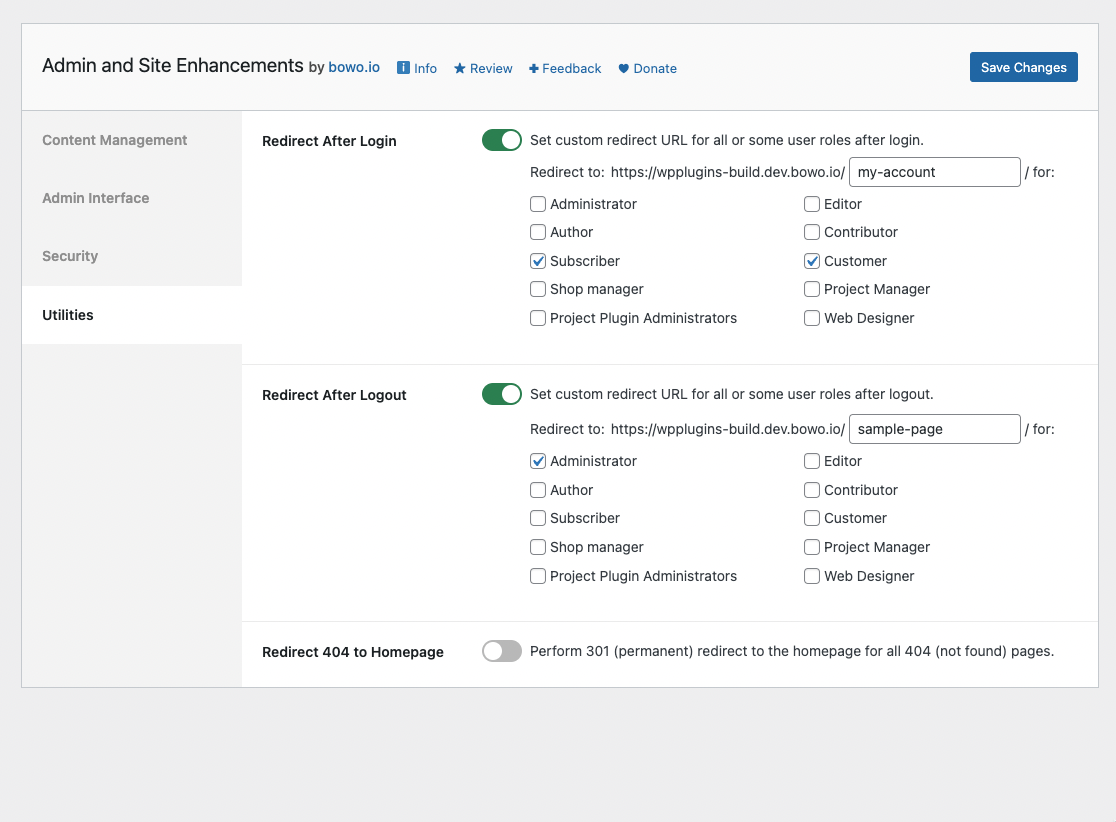 Admin and Site Enhancements by bowo.io Info Review Feedback Donate Save Changes
Content Management
Admin Interface
Security
Utilities
Redirect After Login Set custom redirect URL for all or some user roles after login.
Redirect to: https://wpplugins-build.dev.bowo.io/ my-account / for:
Administrator Editor
Author Contributor
Subscriber Customer
Shop manager Project Manager
Project Plugin Administrators Web Designer
Redirect After Logout Set custom redirect URL for all or some user roles after logout.
Redirect to: https://wpplugins-build.dev.bowo.io/ sample-page / for:
Administrator Editor
Author Contributor
Subscriber Customer
Shop manager Project Manager
Project Plugin Administrators Web Designer
Redirect 404 to Homepage Perform 301 (permanent) redirect to the homepage for all 404 (not found) pages.